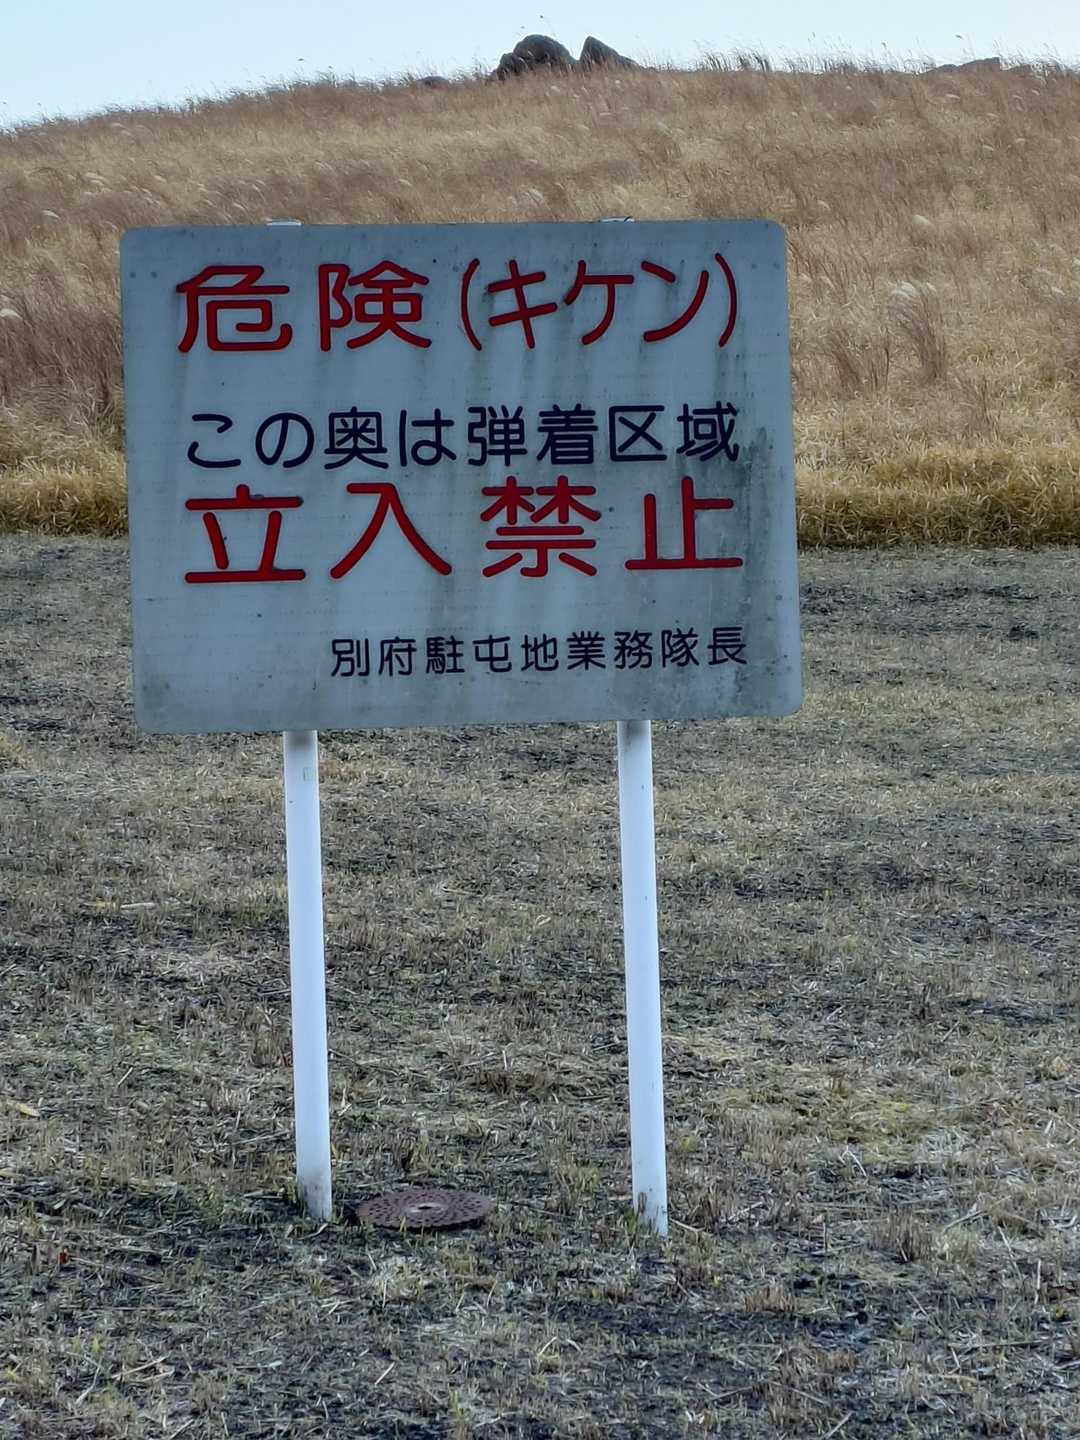 危険(キケン)
この奥は弾着区域
立入禁止
別府駐屯地業務隊長